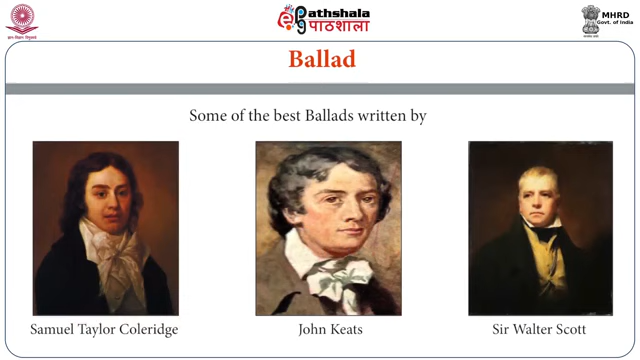 ePathshala
पाठशाला
MHRD
Govt. of India
Ballad
Some of the best Ballads written by
Samuel Taylor Coleridge
John Keats
Sir Walter Scott